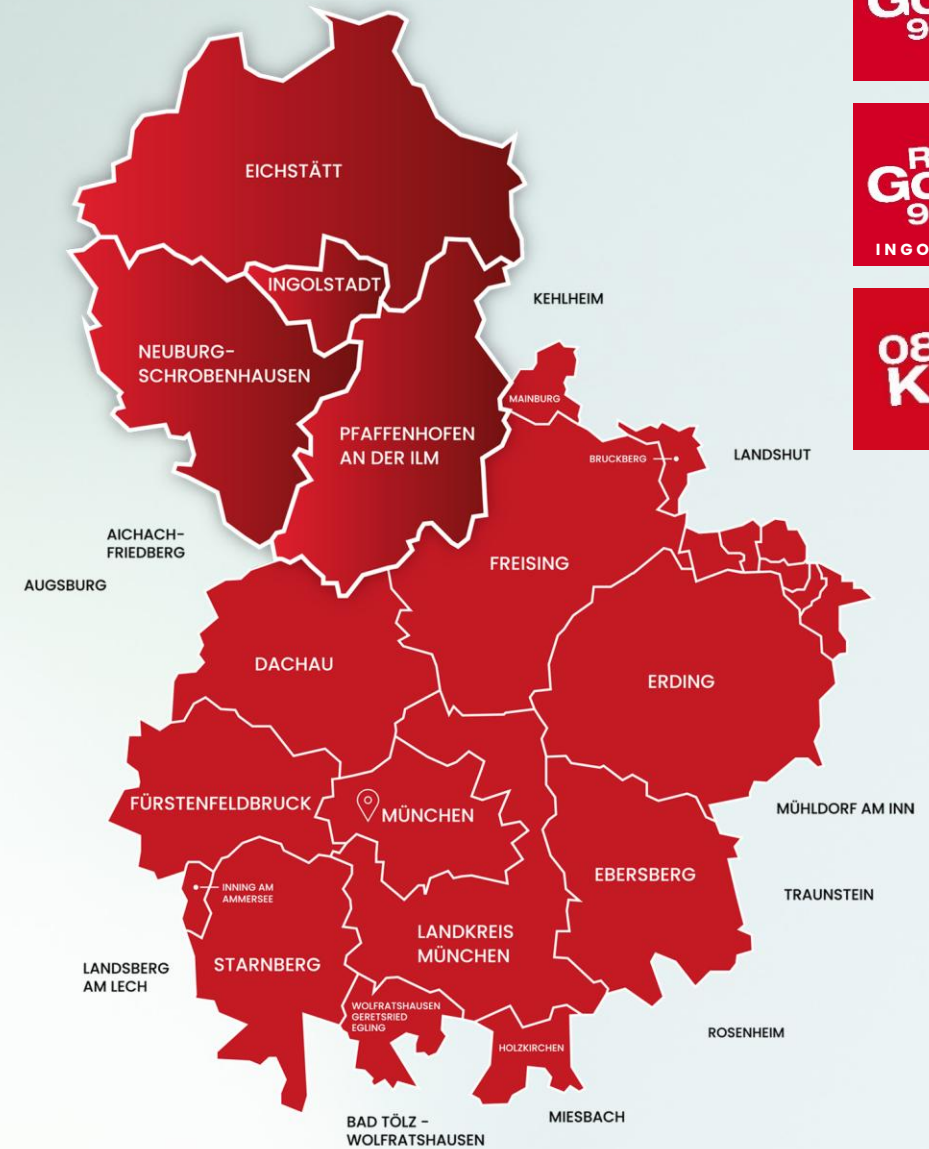 EICHSTÄTT
INGOLSTADT
KEHLHEIM
NEUBURG-
SCHROBENHAUSEN
MAINBURG
PFAFFENHOFEN
AN DER ILM
BRUCKBERG
LANDSHUT
AICHACH-
FRIEDBERG
FREISING
AUGSBURG
DACHAU
ERDING
FÜRSTENFELDBRUCK
MÜNCHEN
MÜHLDORF AM INN
EBERSBERG
INNING AM
AMMERSEE
TRAUNSTEIN
LANDKREIS
MÜNCHEN
STARNBERG
LANDSBERG
AM LECH
WOLFRATSHAUSEN
GERETSRIED
EGLING
ROSENHEIM
HOLZKIRCHEN
MIESBACH
BAD TÖLZ -
WOLFRATSHAUSEN